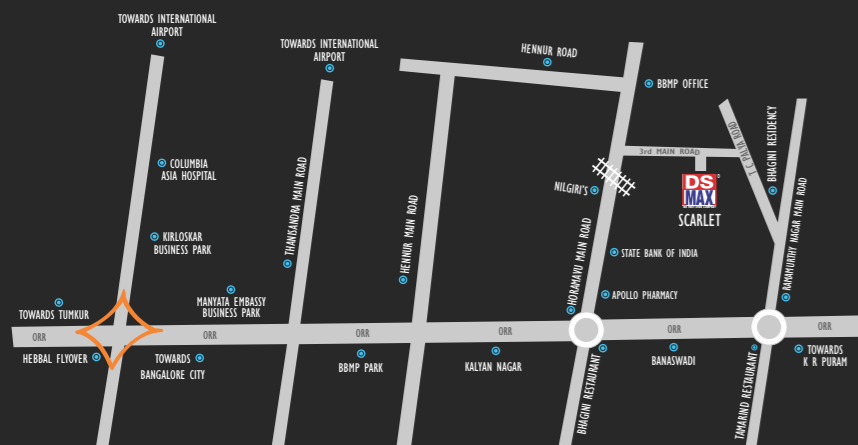 TOWARDS INTERNATIONAL
AIRPORT
TOWARDS INTERNATIONAL
AIRPORT
HENNUR ROAD
BBMP OFFICE
COLUMBIA
ASIA HOSPITAL
KIRLOSKAR
BUSINESS PARK
THANISANDRA MAIN ROAD
HENNUR MAIN ROAD
NILGIRI'S
3rd MAIN ROAD
T C PALYA ROAD
BHAGINI RESIDENCY
DS
MAX
SCARLET
RAMAMURTHY NAGAR MAIN ROAD
HORAMAVU MAIN ROAD
STATE BANK OF INDIA
APOLLO PHARMACY
TOWARDS TUMKUR
MANYATA EMBASSY
BUSINESS PARK
ORR
ORR
ORR
ORR
ORR
ORR
HEBBAL FLYOVER
TOWARDS
BANGALORE CITY
BBMP PARK
KALYAN NAGAR
BHAGINI RESTAURANT
BANASWADI
TAMARIND RESTAURANT
TOWARDS
K R PURAM